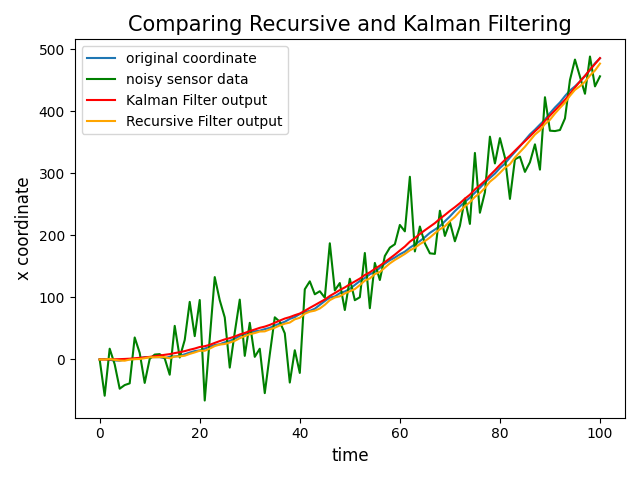 Comparing Recursive and Kalman Filtering
original coordinate
noisy sensor data
Kalman Filter output
Recursive Filter output
x coordinate
500
400
300
200
100
0
0 20 40 60 80 100
time